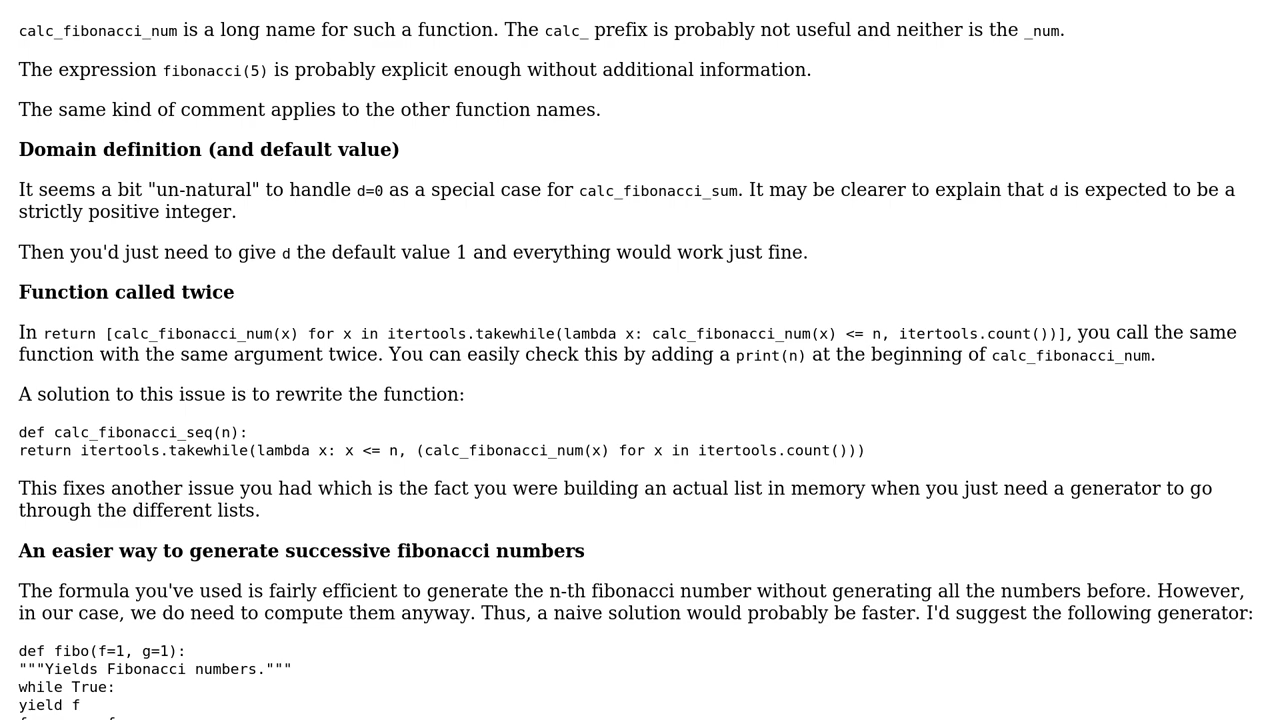 calc_fibonacci_num is a long name for such a function. The calc_ prefix is probably not useful and neither is the _num.
The expression fibonacci(5) is probably explicit enough without additional information.
The same kind of comment applies to the other function names.
Domain definition (and default value)
It seems a bit "un-natural" to handle d=0 as a special case for calc_fibonacci_sum. It may be clearer to explain that d is expected to be a
strictly positive integer.
Then you'd just need to give d the default value 1 and everything would work just fine.
Function called twice
In return [calc_fibonacci_num(x) for x in itertools.takewhile(lambda x: calc_fibonacci_num(x) <= n, itertools.count())], you call the same
function with the same argument twice. You can easily check this by adding a print(n) at the beginning of calc_fibonacci_num.
A solution to this issue is to rewrite the function:
def calc_fibonacci_seq(n):
return itertools.takewhile(lambda x: x <= n, (calc_fibonacci_num(x) for x in itertools.count()))
This fixes another issue you had which is the fact you were building an actual list in memory when you just need a generator to go
through the different lists.
An easier way to generate successive fibonacci numbers
The formula you've used is fairly efficient to generate the n-th fibonacci number without generating all the numbers before. However,
in our case, we do need to compute them anyway. Thus, a naive solution would probably be faster. I'd suggest the following generator:
def fibo(f=1, g=1):
"""Yields Fibonacci numbers."""
while True:
yield f